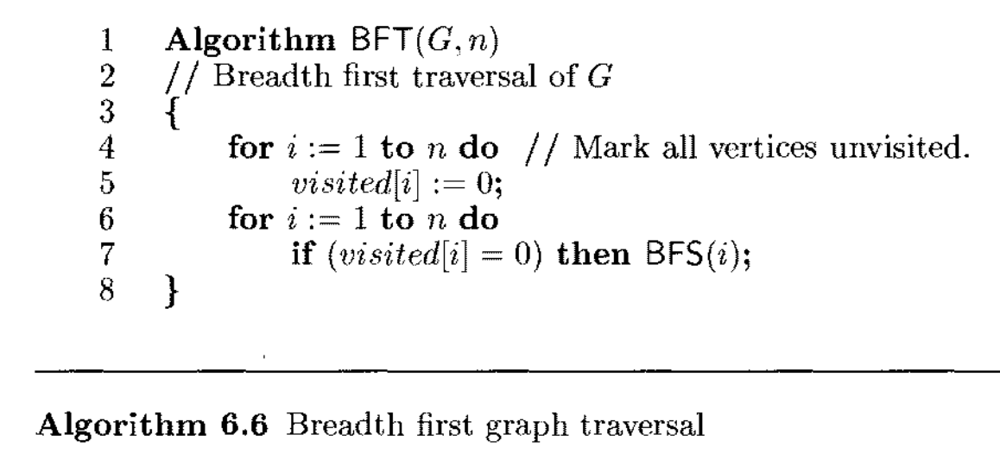 1 Algorithm BFT(G, n)
2 // Breadth first traversal of G
3 {
4 for i := 1 to n do // Mark all vertices unvisited.
5 visited[i] := 0;
6 for i := 1 to n do
7 if (visited[i] = 0) then BFS(i);
8 }
Algorithm 6.6 Breadth first graph traversal